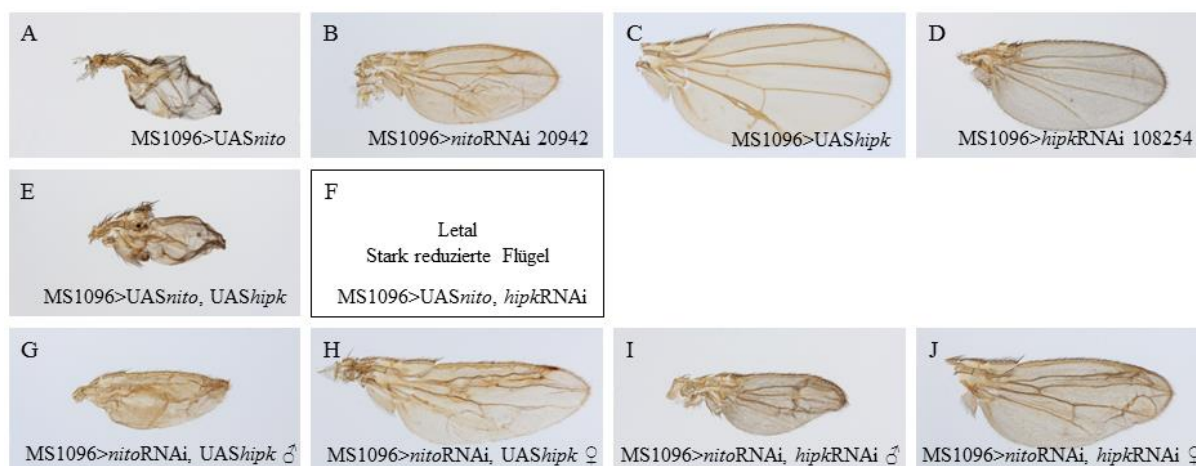 A
MS1096>UASnito
B
MS1096>nitoRNAi 20942
C
MS1096>UAShipk
D
MS1096>hipkRNAi 108254
E
MS1096>UASnito, UAShipk
F
Letal
Stark reduzierte Flügel
MS1096>UASnito, hipkRNAi
G
MS1096>nitoRNAi, UAShipk ♂
H
MS1096>nitoRNAi, UAShipk ♀
I
MS1096>nitoRNAi, hipkRNAi ♂
J
MS1096>nitoRNAi, hipkRNAi ♀